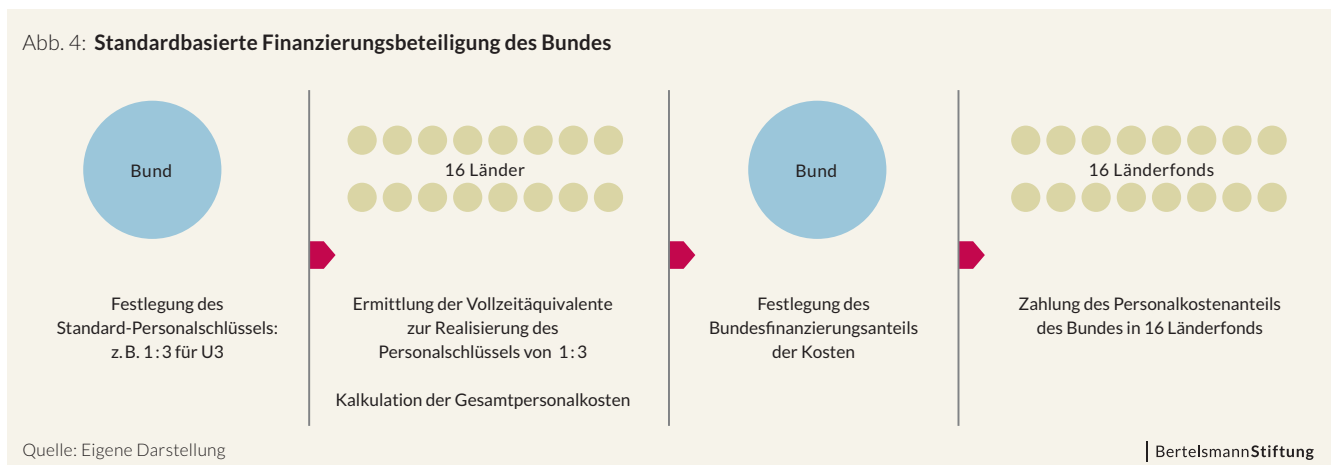 Abb. 4: Standardbasierte Finanzierungsbeteiligung des Bundes
Bund
Festlegung des
Standard-Personalschlüssels:
z. B. 1 : 3 für U3
16 Länder
Ermittlung der Vollzeitäquivalente
zur Realisierung des
Personalschlüssels von 1 : 3
Kalkulation der Gesamtpersonalkosten
Bund
Festlegung des
Bundesfinanzierungsanteils
der Kosten
16 Länderfonds
Zahlung des Personalkostenanteils
des Bundes in 16 Länderfonds
Quelle: Eigene Darstellung
BertelsmannStiftung